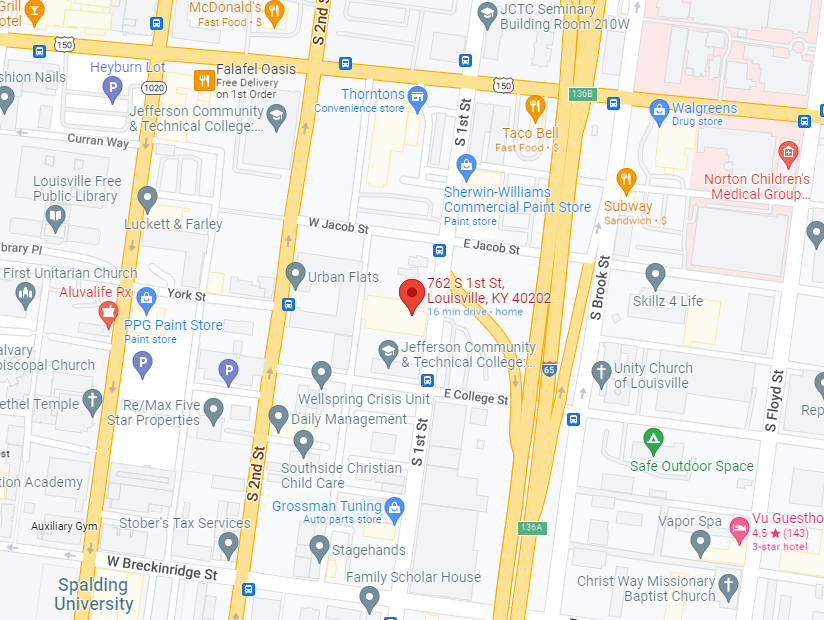 Grill
otel
McDonald's
Fast Food • $
S 2nd S
JCTC Seminary
Building Room 210W
150
Heyburn Lot
shion Nails
Falafel Oasis
Free Delivery
on 1st Order
1020
Thorntons
Convenience store
150
136B
Walgreens
Drug store
Jefferson Community
& Technical College:...
S 1st St
Taco Bell
Fast Food • $
Curran Way
Norton Children's
Medical Group...
Louisville Free
Public Library
Sherwin-Williams
Commercial Paint Store
Paint store
Subway
Sandwich • $
Luckett & Farley
W Jacob St
E Jacob St
brary Pl
First Unitarian Church
Urban Flats
762 S 1st St,
Louisville, KY 40202
16 min drive - home
S Brook St
Skillz 4 Life
Aluvalife Rx
York St
PPG Paint Store
Paint store
alvary
piscopal Church
Jefferson Community
& Technical College:...
65
Unity Church
of Louisville
ethel Temple
Wellspring Crisis Unit
E College St
S Floyd St
Rep
Re/Max Five
Star Properties
Daily Management
S 1st St
est
Southside Christian
Child Care
Safe Outdoor Space
tion Academy
S 2nd St
Grossman Tuning
Auto parts store
Auxiliary Gym
Stober's Tax Services
136A
Vapor Spa
Vu Guestho
4.5 ★ (143)
3-star hotel
Stagehands
W Breckinridge St
Family Scholar House
Spalding
University
Christ Way Missionary
Baptist Church